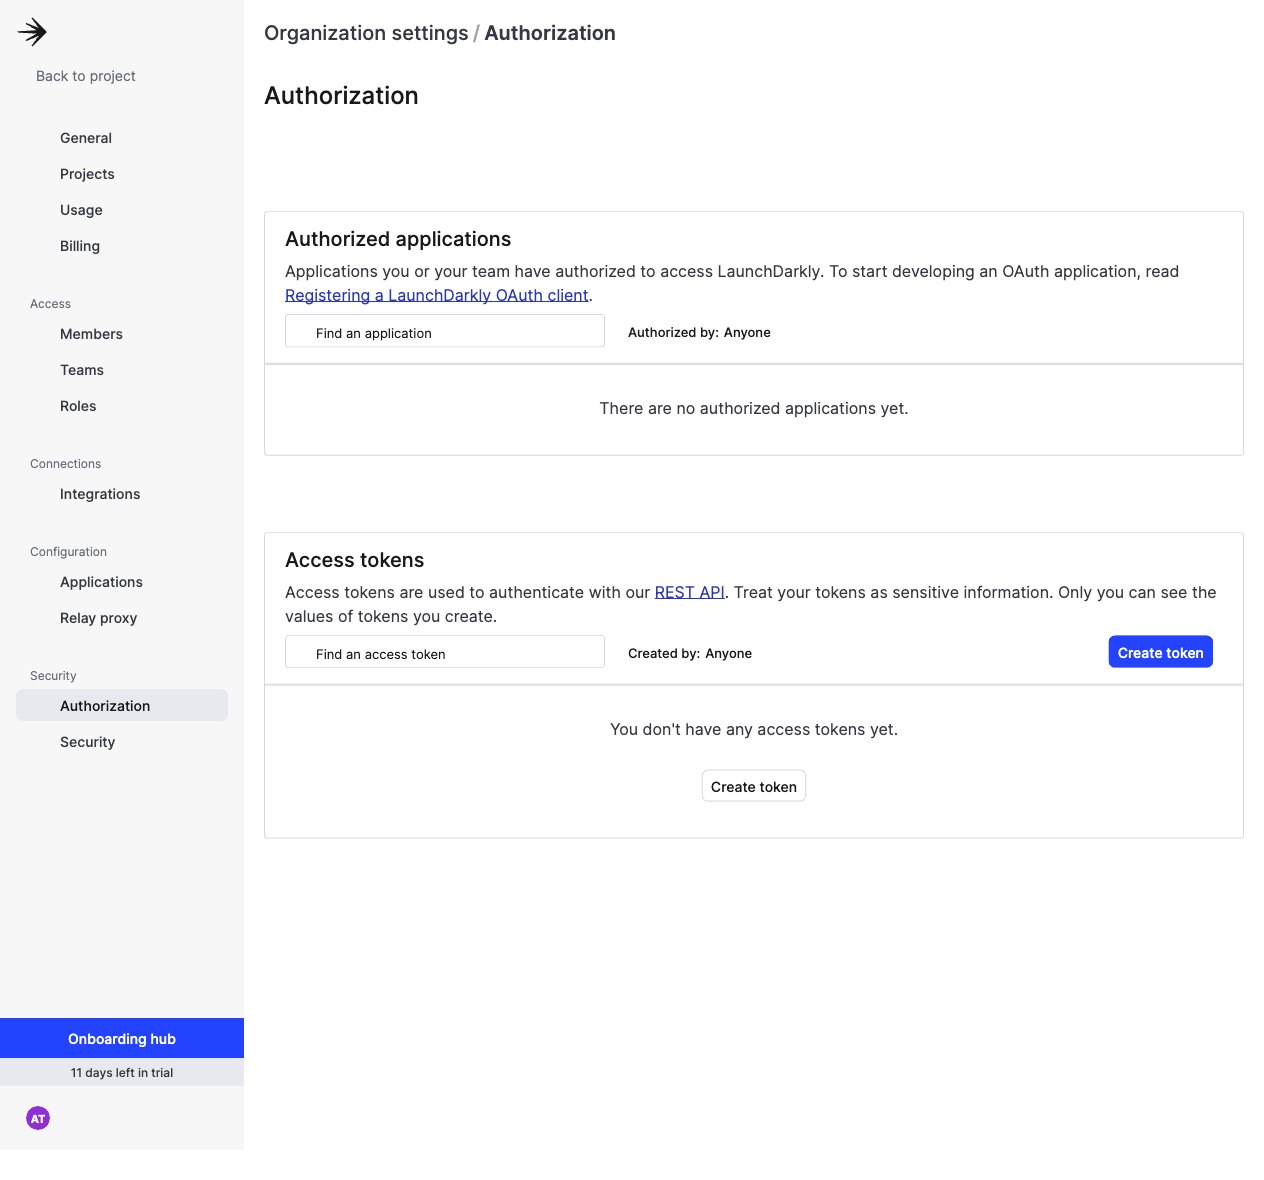 Back to project
General
Projects
Usage
Billing
Access
Members
Teams
Roles
Connections
Integrations
Configuration
Applications
Relay proxy
Security
Authorization
Security
Onboarding hub
11 days left in trial
AT
Organization settings / Authorization
Authorization
Authorized applications
Applications you or your team have authorized to access LaunchDarkly. To start developing an OAuth application, read
Registering a LaunchDarkly OAuth client.
Find an application
Authorized by: Anyone
There are no authorized applications yet.
Access tokens
Access tokens are used to authenticate with our REST API. Treat your tokens as sensitive information. Only you can see the
values of tokens you create.
Find an access token
Created by: Anyone
Create token
You don't have any access tokens yet.
Create token